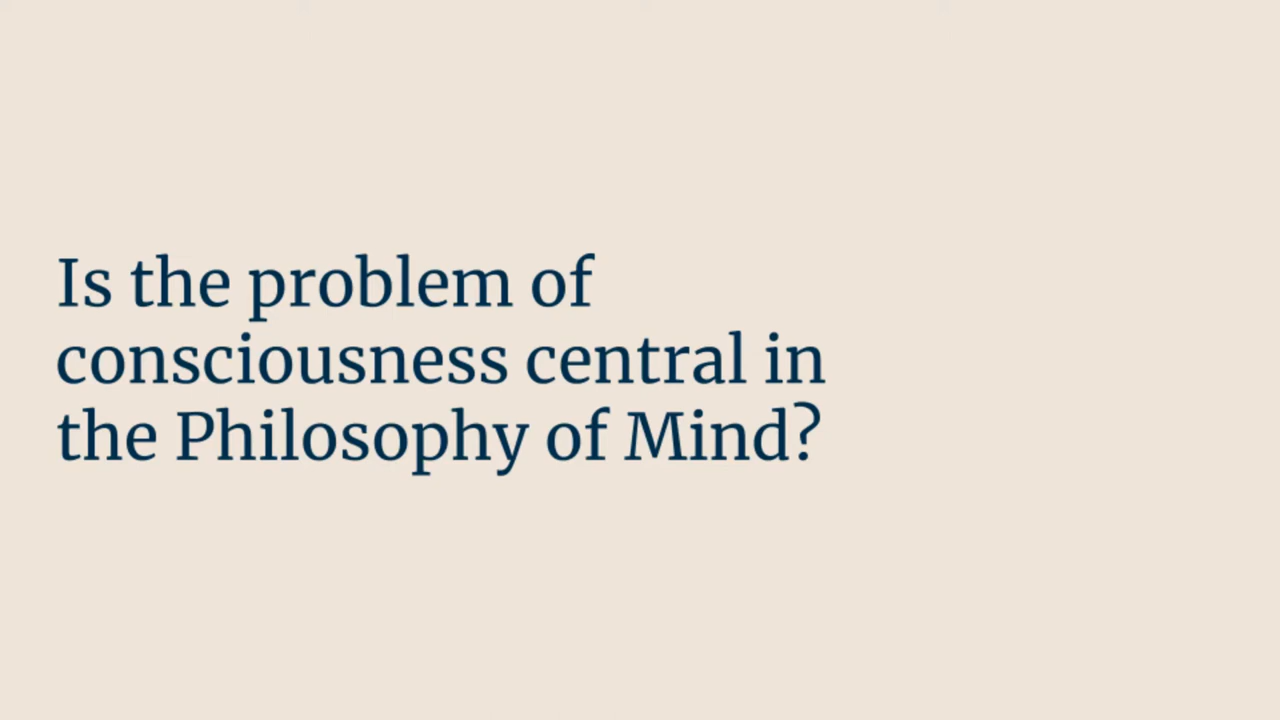 Is the problem of
consciousness central in
the Philosophy of Mind?